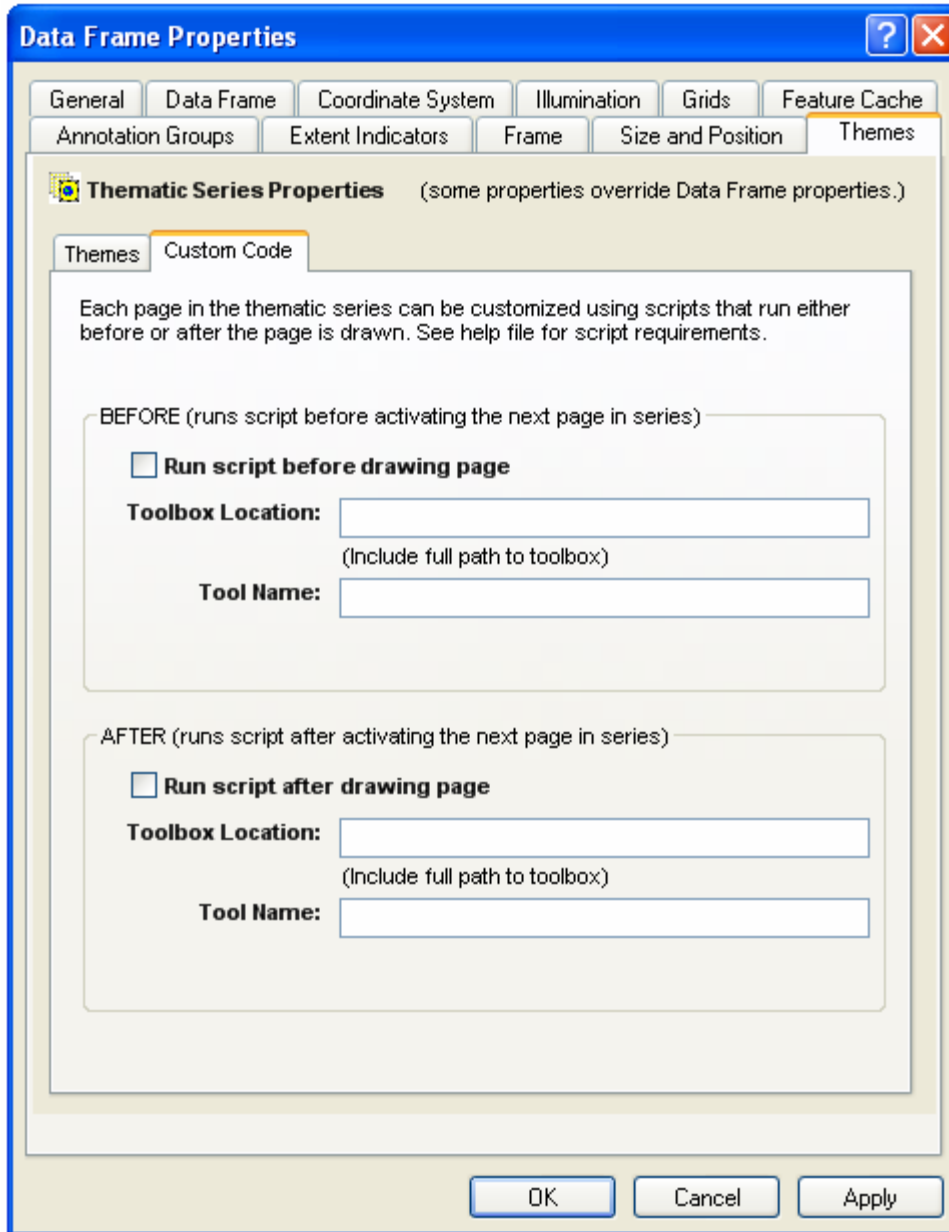 Data Frame Properties
General Data Frame Coordinate System Illumination Grids Feature Cache
Annotation Groups Extent Indicators Frame Size and Position Themes
Thematic Series Properties (some properties override Data Frame properties.)
Themes Custom Code
Each page in the thematic series can be customized using scripts that run either
before or after the page is drawn. See help file for script requirements.
BEFORE (runs script before activating the next page in series)
Run script before drawing page
Toolbox Location:
(Include full path to toolbox)
Tool Name:
AFTER (runs script after activating the next page in series)
Run script after drawing page
Toolbox Location:
(Include full path to toolbox)
Tool Name:
OK Cancel Apply